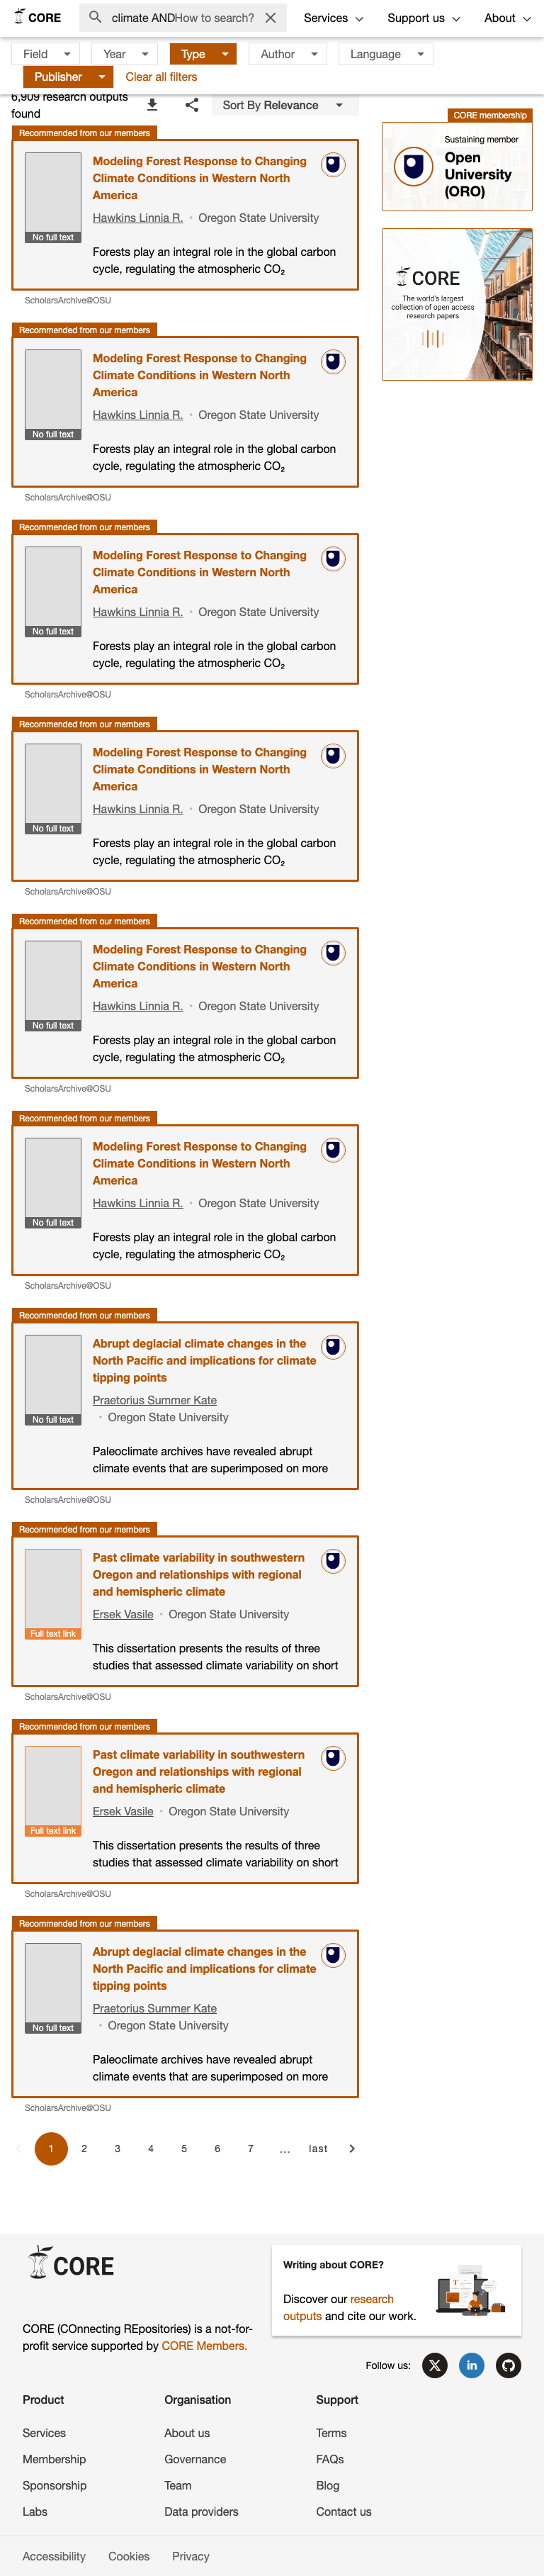 CORE
climate AND How to search?
Services
Support us
About
Field
Year
Type
Author
Language
Publisher
Clear all filters
6,909 research outputs
found
Sort By Relevance
CORE membership
Sustaining member
Open
University
(ORO)
CORE
The world's largest
collection of open access
research papers
Recommended from our members
Modeling Forest Response to Changing
Climate Conditions in Western North
America
Hawkins Linnia R. • Oregon State University
No full text
Forests play an integral role in the global carbon
cycle, regulating the atmospheric CO₂
ScholarsArchive@OSU
Recommended from our members
Modeling Forest Response to Changing
Climate Conditions in Western North
America
Hawkins Linnia R. • Oregon State University
No full text
Forests play an integral role in the global carbon
cycle, regulating the atmospheric CO₂
ScholarsArchive@OSU
Recommended from our members
Modeling Forest Response to Changing
Climate Conditions in Western North
America
Hawkins Linnia R. • Oregon State University
No full text
Forests play an integral role in the global carbon
cycle, regulating the atmospheric CO₂
ScholarsArchive@OSU
Recommended from our members
Modeling Forest Response to Changing
Climate Conditions in Western North
America
Hawkins Linnia R. • Oregon State University
No full text
Forests play an integral role in the global carbon
cycle, regulating the atmospheric CO₂
ScholarsArchive@OSU
Recommended from our members
Modeling Forest Response to Changing
Climate Conditions in Western North
America
Hawkins Linnia R. • Oregon State University
No full text
Forests play an integral role in the global carbon
cycle, regulating the atmospheric CO₂
ScholarsArchive@OSU
Recommended from our members
Modeling Forest Response to Changing
Climate Conditions in Western North
America
Hawkins Linnia R. • Oregon State University
No full text
Forests play an integral role in the global carbon
cycle, regulating the atmospheric CO₂
ScholarsArchive@OSU
Recommended from our members
Abrupt deglacial climate changes in the
North Pacific and implications for climate
tipping points
Praetorius Summer Kate
• Oregon State University
No full text
Paleoclimate archives have revealed abrupt
climate events that are superimposed on more
ScholarsArchive@OSU
Recommended from our members
Past climate variability in southwestern
Oregon and relationships with regional
and hemispheric climate
Ersek Vasile • Oregon State University
Full text link
This dissertation presents the results of three
studies that assessed climate variability on short
ScholarsArchive@OSU
Recommended from our members
Past climate variability in southwestern
Oregon and relationships with regional
and hemispheric climate
Ersek Vasile • Oregon State University
Full text link
This dissertation presents the results of three
studies that assessed climate variability on short
ScholarsArchive@OSU
Recommended from our members
Abrupt deglacial climate changes in the
North Pacific and implications for climate
tipping points
Praetorius Summer Kate
• Oregon State University
No full text
Paleoclimate archives have revealed abrupt
climate events that are superimposed on more
ScholarsArchive@OSU
1 2 3 4 5 6 7 ... last
CORE
Writing about CORE?
Discover our research
outputs and cite our work.
CORE (COnnecting REpositories) is a not-for-
profit service supported by CORE Members.
Follow us:
Product
Organisation
Support
Services
About us
Terms
Membership
Governance
FAQs
Sponsorship
Team
Blog
Labs
Data providers
Contact us
Accessibility
Cookies
Privacy